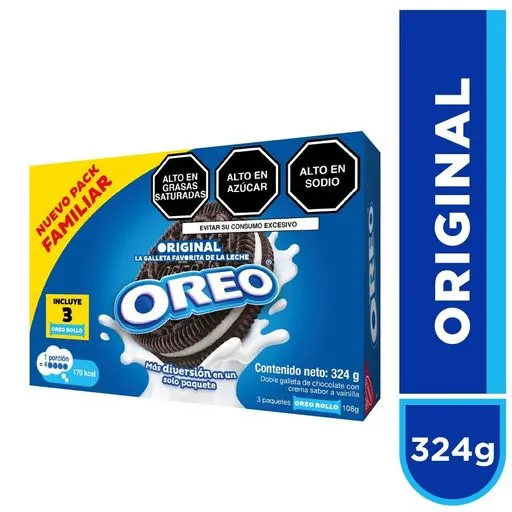 ALTO EN
GRASAS
SATURADAS
ALTO EN
AZÚCAR
ALTO EN
SODIO
EVITAR SU CONSUMO EXCESIVO
NUEVO PACK
FAMILIAR
ORIGINAL
LA GALLETA FAVORITA DE LA LECHE
OREO
INCLUYE
3
OREO ROLLO
1 porción
=4
170 kcal
Más diversión en un
solo paquete
Contenido neto: 324 g
Doble galleta de chocolate con
crema sabor a vainilla
3 paquetes OREO ROLLO 108g
OREO
ORIGINAL
324g